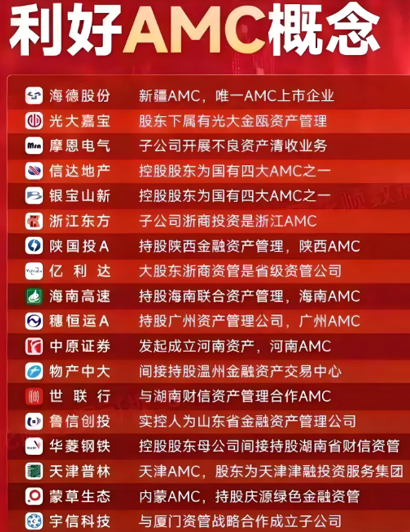 利好AMC概念
海德股份 新疆AMC，唯一AMC上市企业
光大嘉宝 股东下属有光大金瓯资产管理
摩恩电气 子公司开展不良资产清收业务
信达地产 控股股东为国有四大AMC之一
银宝山新 控股股东为国有四大AMC之一
浙江东方 子公司浙商投资是浙江AMC
陕国投A 持股陕西金融资产管理，陕西AMC
亿利达 大股东浙商资管是省级资管公司
海南高速 持股海南联合资产管理，海南AMC
穗恒运A 持股广州资产管理公司，广州AMC
中原证券 发起成立河南资产，河南AMC
物产中大 间接持股温州金融资产交易中心
世联行 与湖南财信资产管理合作AMC
鲁信创投 实控人为山东省金融资产管理公司
华菱钢铁 控股股东母公司间接持股湖南省财信资管
天津普林 天津AMC，股东为天津津融投资服务集团
蒙草生态 内蒙AMC，持股庆源绿色金融资管
宇信科技 与厦门资管战略合作成立子公司